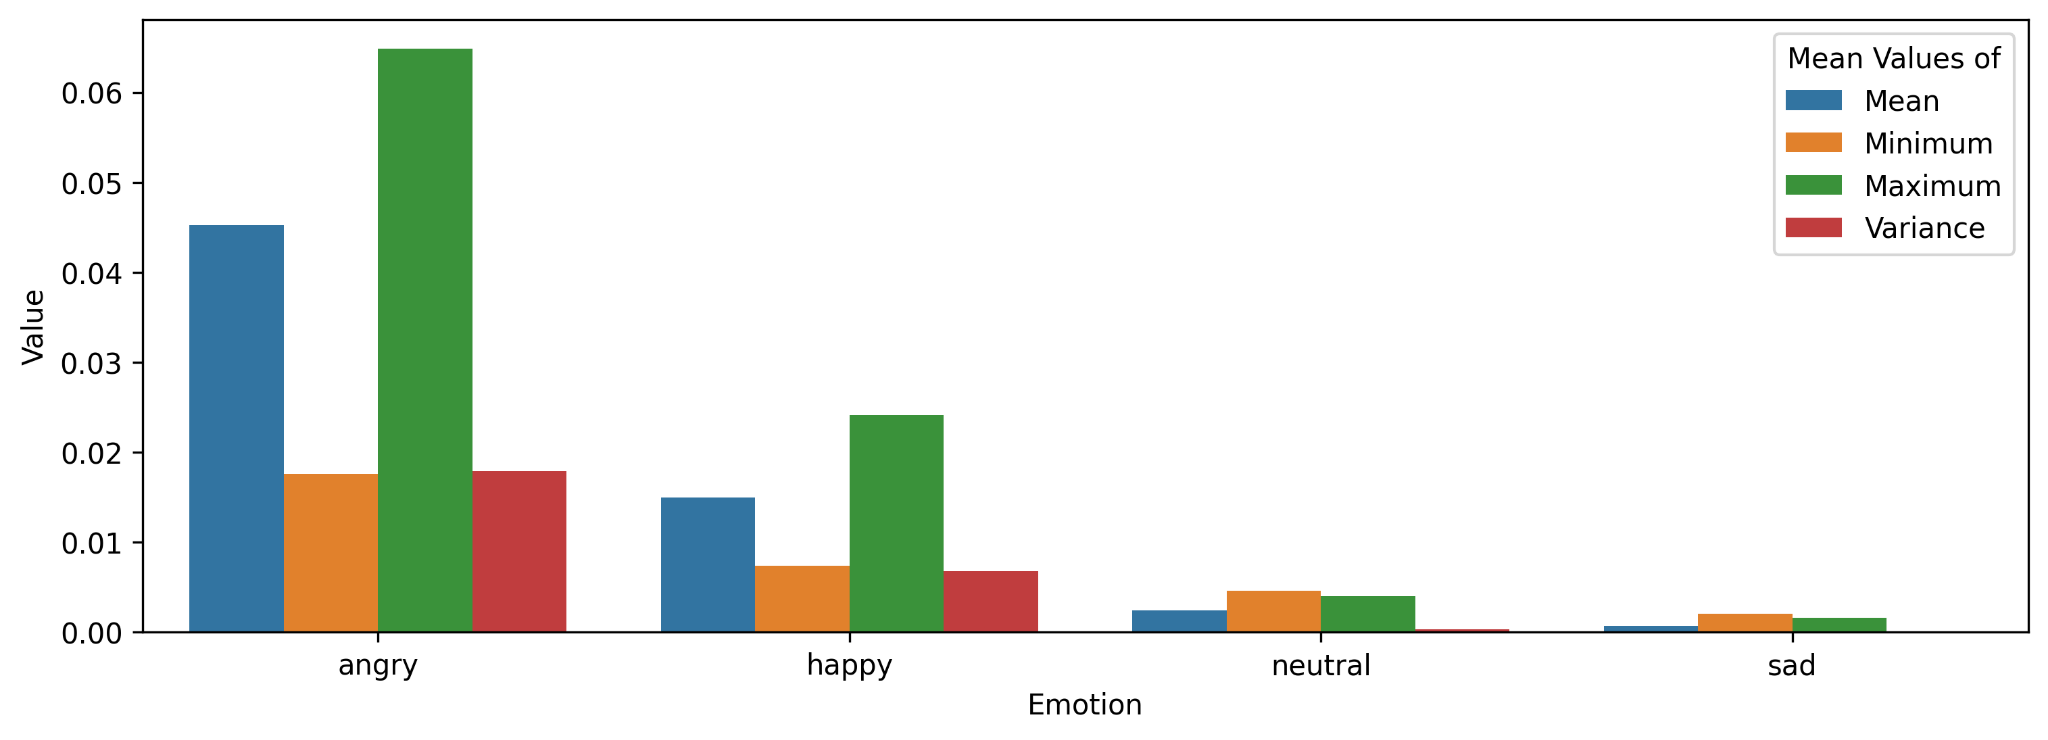 Mean Values of
Mean
Minimum
Maximum
Variance
0.06
0.05
0.04
0.03
0.02
0.01
0.00
Value
angry happy neutral sad
Emotion